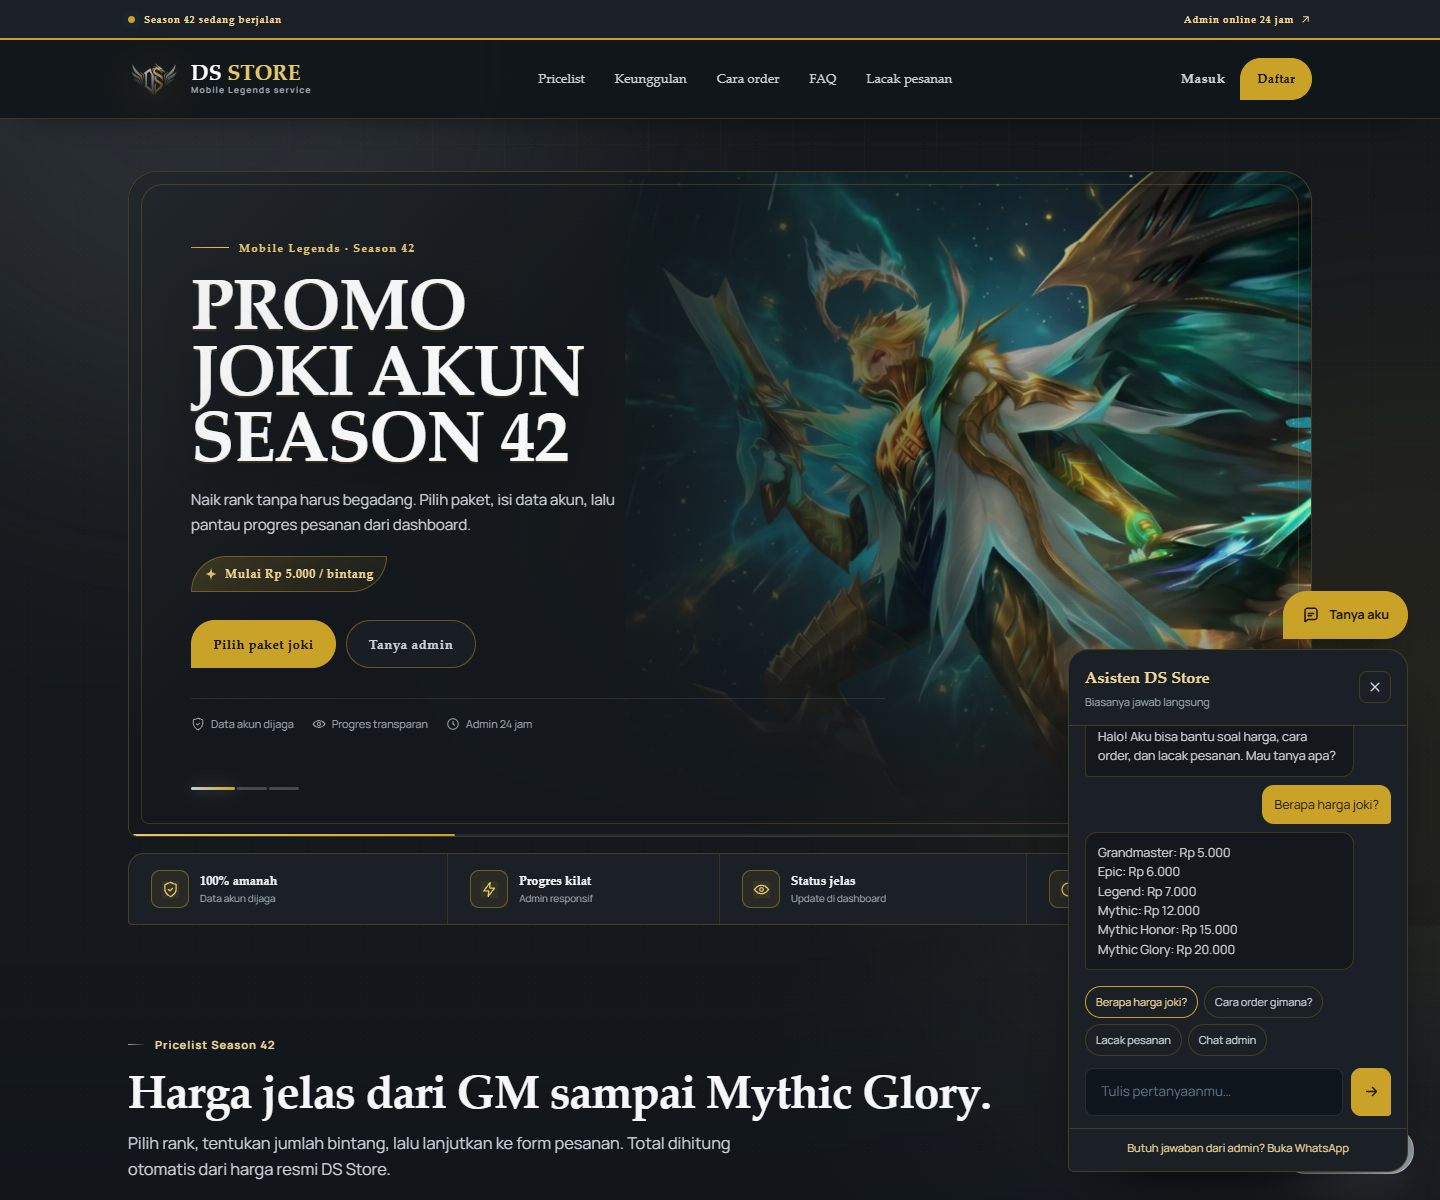 Season 42 sedang berjalan
Admin online 24 jam
DS STORE
Mobile Legends service
Pricelist
Keunggulan
Cara order
FAQ
Lacak pesanan
Masuk
Daftar
Mobile Legends · Season 42
PROMO
JOKI AKUN
SEASON 42
Naik rank tanpa harus begadang. Pilih paket, isi data akun, lalu
pantau progres pesanan dari dashboard.
Mulai Rp 5.000 / bintang
Pilih paket joki
Tanya admin
Data akun dijaga
Progres transparan
Admin 24 jam
100% amanah
Data akun dijaga
Progres kilat
Admin responsif
Status jelas
Update di dashboard
Pricelist Season 42
Harga jelas dari GM sampai Mythic Glory.
Pilih rank, tentukan jumlah bintang, lalu lanjutkan ke form pesanan. Total dihitung
otomatis dari harga resmi DS Store.
Tanya aku
Asisten DS Store
Biasanya jawab langsung
Halo! Aku bisa bantu soal harga, cara
order, dan lacak pesanan. Mau tanya apa?
Berapa harga joki?
Grandmaster: Rp 5.000
Epic: Rp 6.000
Legend: Rp 7.000
Mythic: Rp 12.000
Mythic Honor: Rp 15.000
Mythic Glory: Rp 20.000
Berapa harga joki?
Cara order gimana?
Lacak pesanan
Chat admin
Tulis pertanyaanmu...
Butuh jawaban dari admin? Buka WhatsApp